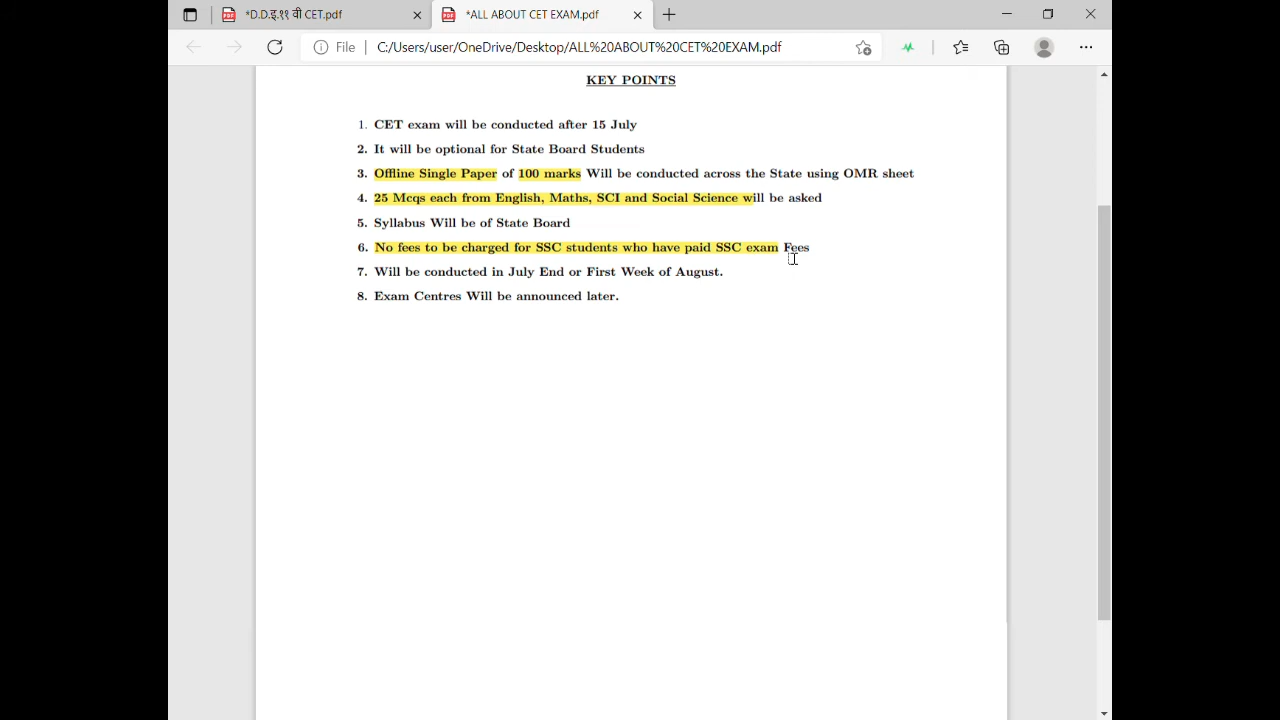 *D.D.इ.११ वी CET.pdf
*ALL ABOUT CET EXAM.pdf
File
C:/Users/user/OneDrive/Desktop/ALL%20ABOUT%20CET%20EXAM.pdf
KEY POINTS
1. CET exam will be conducted after 15 July
2. It will be optional for State Board Students
3. Offline Single Paper of 100 marks Will be conducted across the State using OMR sheet
4. 25 Mcqs each from English, Maths, SCI and Social Science will be asked
5. Syllabus Will be of State Board
6. No fees to be charged for SSC students who have paid SSC exam Fees
7. Will be conducted in July End or First Week of August.
8. Exam Centres Will be announced later.